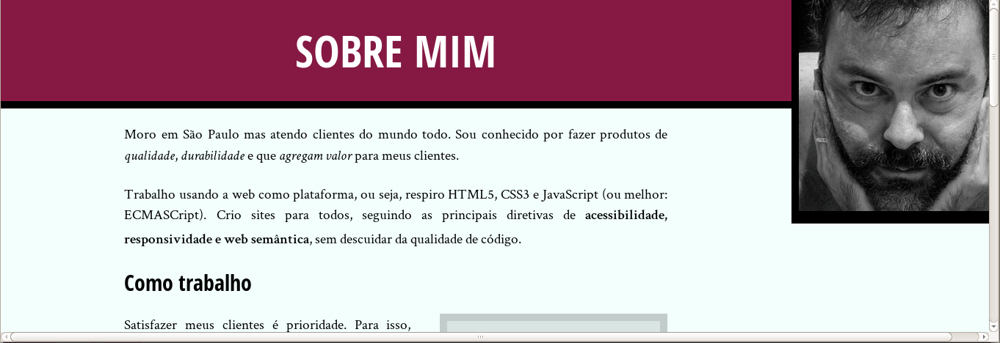 SOBRE MIM
Moro em São Paulo mas atendo clientes do mundo todo. Sou conhecido por fazer produtos de
qualidade, durabilidade e que agregam valor para meus clientes.
Trabalho usando a web como plataforma, ou seja, respiro HTML5, CSS3 e JavaScript (ou melhor:
ECMASCript). Crio sites para todos, seguindo as principais diretivas de acessibilidade,
responsividade e web semântica, sem descuidar da qualidade de código.
Como trabalho
Satisfazer meus clientes é prioridade. Para isso,